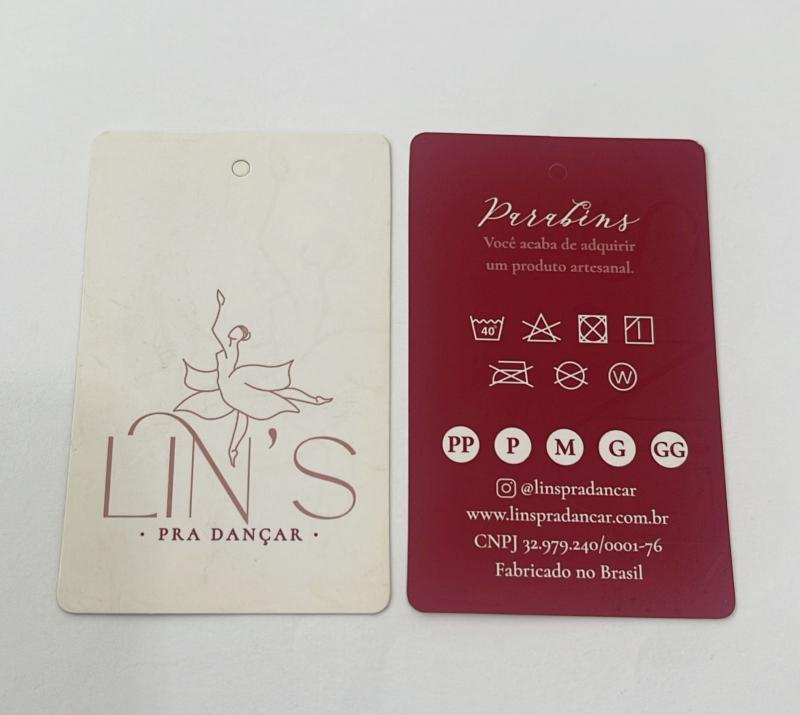 LIN'S
· PRA DANÇAR ·
Parabéns
Você acaba de adquirir
um produto artesanal.
40°
W
PP P M G GG
@linspradancar
www.linspradancar.com.br
CNPJ 32.979.240/0001-76
Fabricado no Brasil